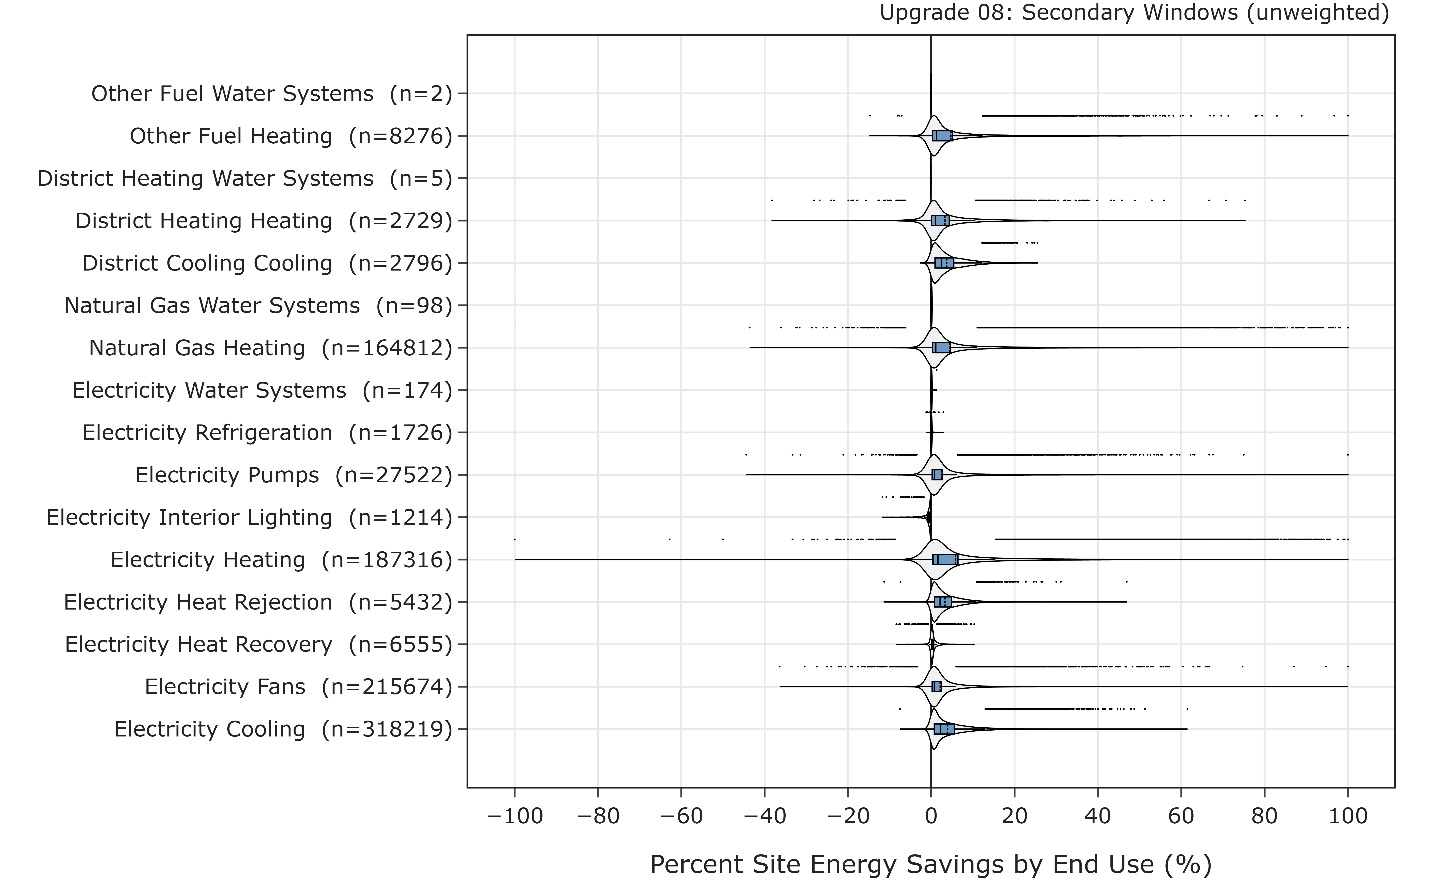 Upgrade 08: Secondary Windows (unweighted)
Other Fuel Water Systems (n=2)
Other Fuel Heating (n=8276)
District Heating Water Systems (n=5)
District Heating Heating (n=2729)
District Cooling Cooling (n=2796)
Natural Gas Water Systems (n=98)
Natural Gas Heating (n=164812)
Electricity Water Systems (n=174)
Electricity Refrigeration (n=1726)
Electricity Pumps (n=27522)
Electricity Interior Lighting (n=1214)
Electricity Heating (n=187316)
Electricity Heat Rejection (n=5432)
Electricity Heat Recovery (n=6555)
Electricity Fans (n=215674)
Electricity Cooling (n=318219)
−100 −80 −60 −40 −20 0 20 40 60 80 100
Percent Site Energy Savings by End Use (%)